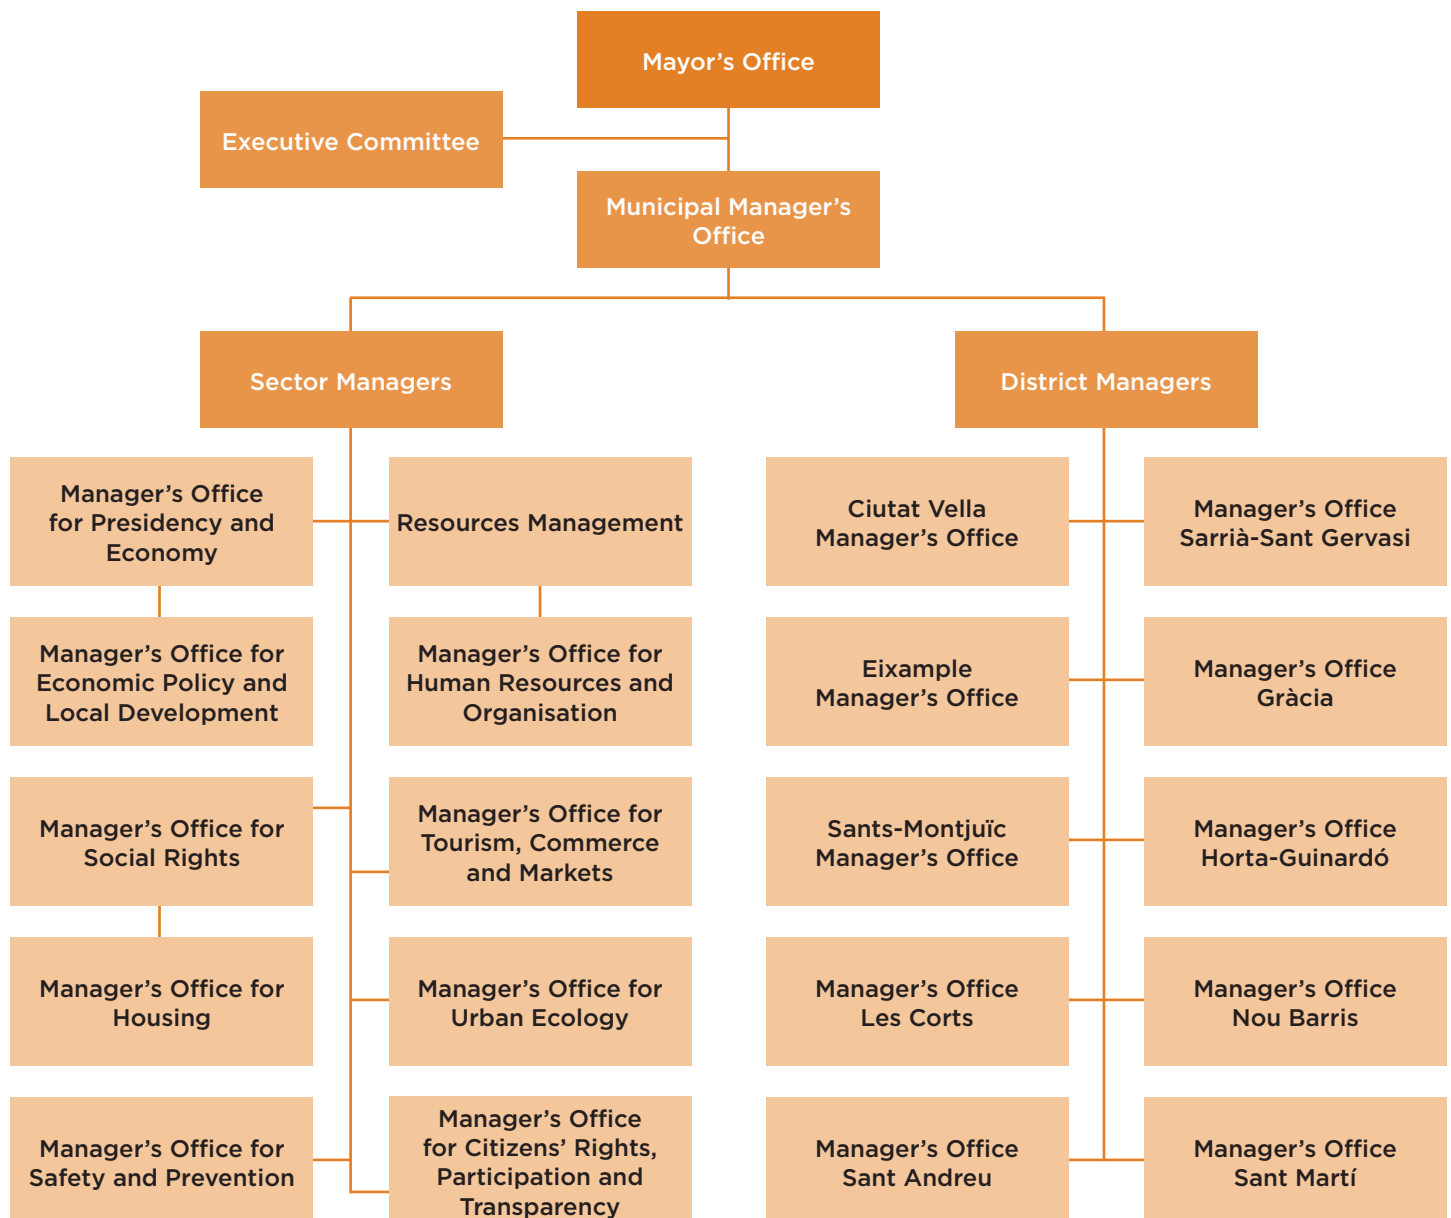 Mayor's Office
Executive Committee
Municipal Manager's
Office
Sector Managers
District Managers
Manager's Office
for Presidency and
Economy
Resources Management
Ciutat Vella
Manager's Office
Manager's Office
Sarrià-Sant Gervasi
Manager's Office for
Economic Policy and
Local Development
Manager's Office for
Human Resources and
Organisation
Eixample
Manager's Office
Manager's Office
Gràcia
Manager's Office for
Social Rights
Manager's Office for
Tourism, Commerce
and Markets
Sants-Montjuïc
Manager's Office
Manager's Office
Horta-Guinardó
Manager's Office for
Housing
Manager's Office for
Urban Ecology
Manager's Office
Les Corts
Manager's Office
Nou Barris
Manager's Office for
Safety and Prevention
Manager's Office
for Citizens' Rights,
Participation and
Transparency
Manager's Office
Sant Andreu
Manager's Office
Sant Martí